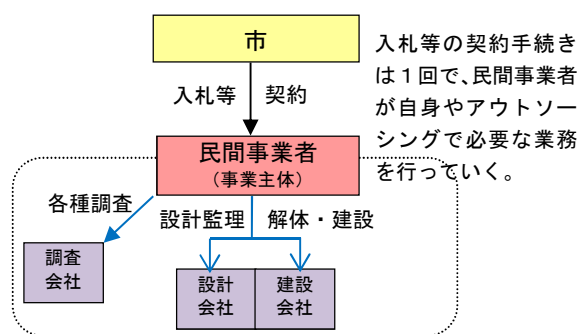 市
入札等 契約
入札等の契約手続き
は１回で、民間事業者
が自身やアウトソー
シングで必要な業務
を行っていく。
民間事業者
（事業主体）
各種調査
設計監理 解体・建設
調査
会社
設計
会社
建設
会社